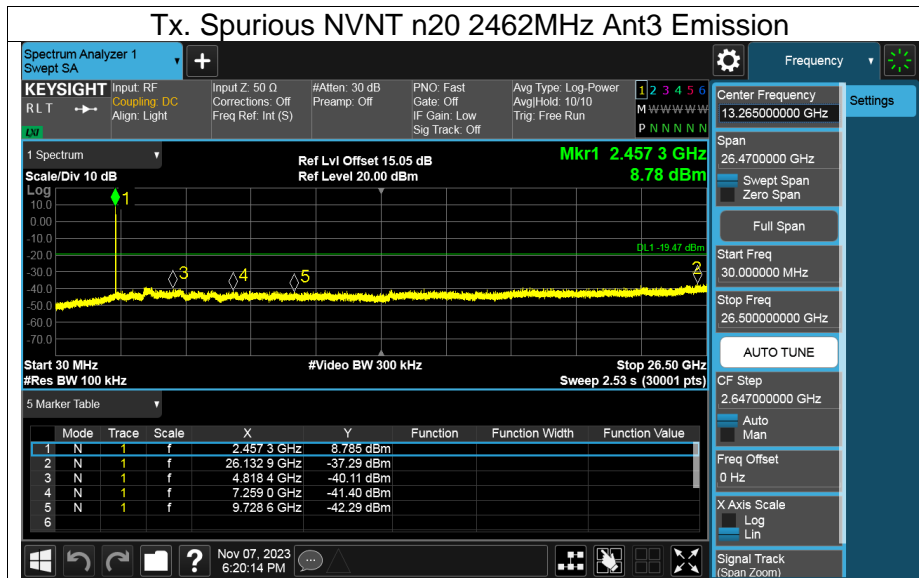 Tx. Spurious NVNT n20 2462MHz Ant3 Emission
Spectrum Analyzer 1
Swept SA
+
Frequency
KEYSIGHT
RLT
LXI
Input: RF
Coupling: DC
Align: Light
Input Z: 50 Ω
Corrections: Off
Freq Ref: Int (S)
#Atten: 30 dB
Preamp: Off
PNO: Fast
Gate: Off
IF Gain: Low
Sig Track: Off
Avg Type: Log-Power
Avg|Hold: 10/10
Trig: Free Run
1 2 3 4 5 6
M W W W W W
P N N N N N
1 Spectrum
Scale/Div 10 dB
Ref Lvl Offset 15.05 dB
Ref Level 20.00 dBm
Mkr1 2.457 3 GHz
8.78 dBm
Log
10.0
0.00
-10.0
-20.0
-30.0
-40.0
-50.0
-60.0
-70.0
1
DL1 -19.47 dBm
3
4
5
2
Start 30 MHz
#Video BW 300 kHz
Stop 26.50 GHz
#Res BW 100 kHz
Sweep 2.53 s (30001 pts)
5 Marker Table
Mode Trace Scale X Y Function Function Width Function Value
1 N 1 f 2.457 3 GHz 8.785 dBm
2 N 1 f 26.132 9 GHz -37.29 dBm
3 N 1 f 4.818 4 GHz -40.11 dBm
4 N 1 f 7.259 0 GHz -41.40 dBm
5 N 1 f 9.728 6 GHz -42.29 dBm
6
?
Nov 07, 2023
6:20:14 PM
Center Frequency
13.265000000 GHz
Settings
Span
26.4700000 GHz
Swept Span
Zero Span
Full Span
Start Freq
30.000000 MHz
Stop Freq
26.500000000 GHz
AUTO TUNE
CF Step
2.647000000 GHz
Auto
Man
Freq Offset
0 Hz
X Axis Scale
Log
Lin
Signal Track
(Span Zoom)